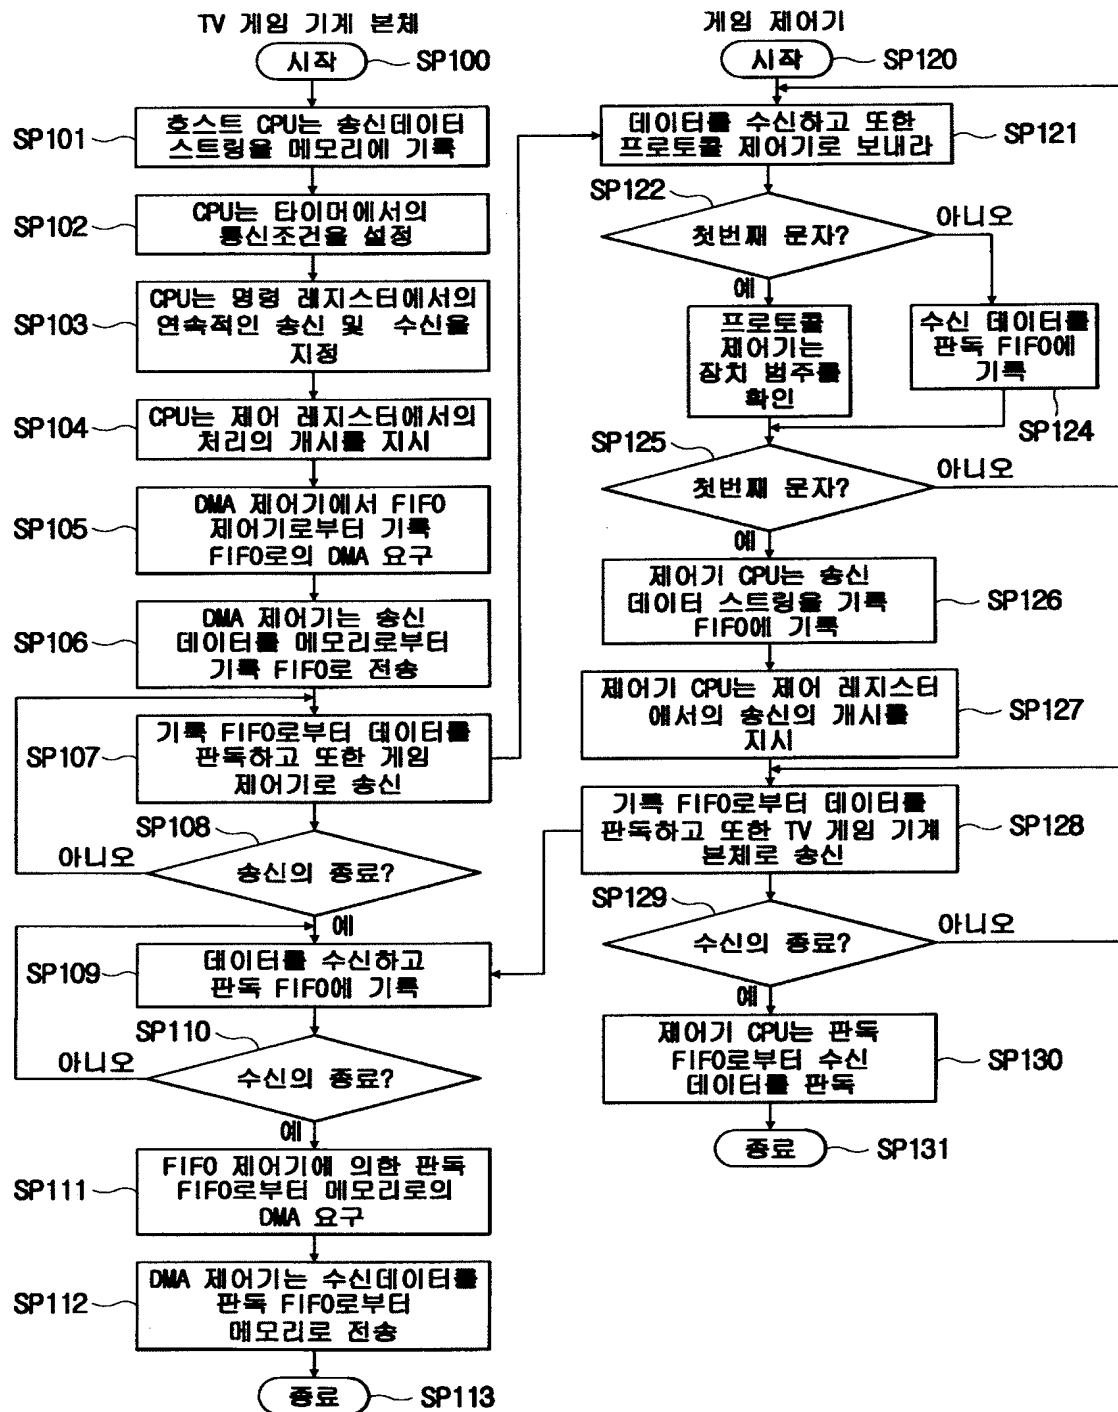 TV 게임 기계 본체
시작
SP100
SP101
호스트 CPU는 송신데이터
스트링을 메모리에 기록
SP102
CPU는 타이머에서의
통신조건을 설정
SP103
CPU는 명령 레지스터에서의
연속적인 송신 및 수신을
지정
SP104
CPU는 제어 레지스터에서의
처리의 개시를 지시
SP105
DMA 제어기에서 FIFO
제어기로부터 기록
FIFO로의 DMA 요구
SP106
DMA 제어기는 송신
데이터를 메모리로부터
기록 FIFO로 전송
SP107
기록 FIFO로부터 데이터를
판독하고 또한 게임
제어기로 송신
SP108
아니오
송신의 종료?
예
SP109
데이터를 수신하고
판독 FIFO에 기록
SP110
아니오
수신의 종료?
예
SP111
FIFO 제어기에 의한 판독
FIFO로부터 메모리로의
DMA 요구
SP112
DMA 제어기는 수신데이터를
판독 FIFO로부터
메모리로 전송
종료
SP113
게임 제어기
시작
SP120
데이터를 수신하고 또한
프로토콜 제어기로 보내라
SP121
SP122
첫번째 문자?
아니오
예
프로토콜
제어기는
장치 범주를
확인
수신 데이터를
판독 FIFO에
기록
SP124
SP125
첫번째 문자?
아니오
예
제어기 CPU는 송신
데이터 스트링을 기록
FIFO에 기록
SP126
제어기 CPU는 제어 레지스터
에서의 송신의 개시를
지시
SP127
기록 FIFO로부터 데이터를
판독하고 또한 TV 게임 기계
본체로 송신
SP128
SP129
수신의 종료?
아니오
예
제어기 CPU는 판독
FIFO로부터 수신
데이터를 판독
SP130
종료
SP131